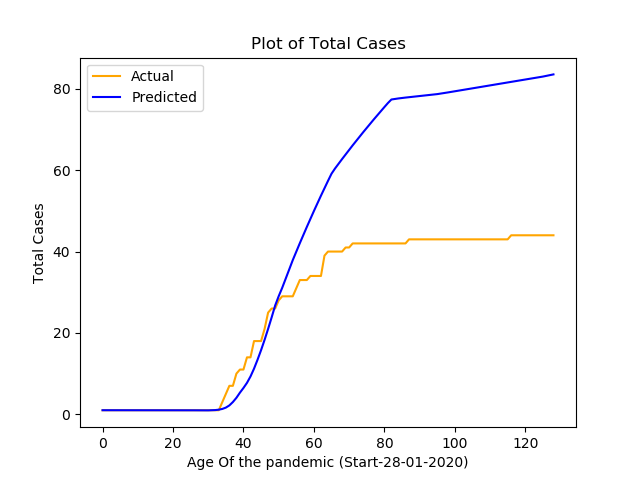 Plot of Total Cases
Actual
Predicted
80
60
40
20
0
Total Cases
0 20 40 60 80 100 120
Age Of the pandemic (Start-28-01-2020)